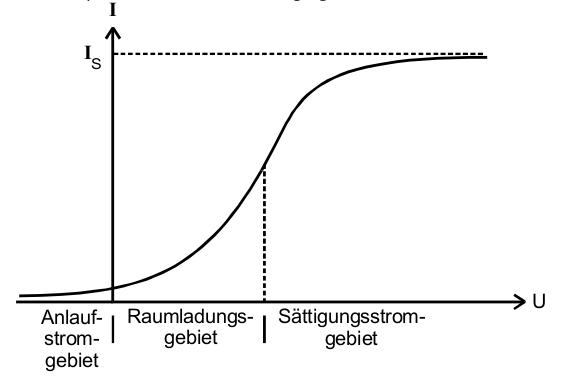 I
I_S
U
Anlauf-
strom-
gebiet
Raumladungs-
gebiet
Sättigungsstrom-
gebiet